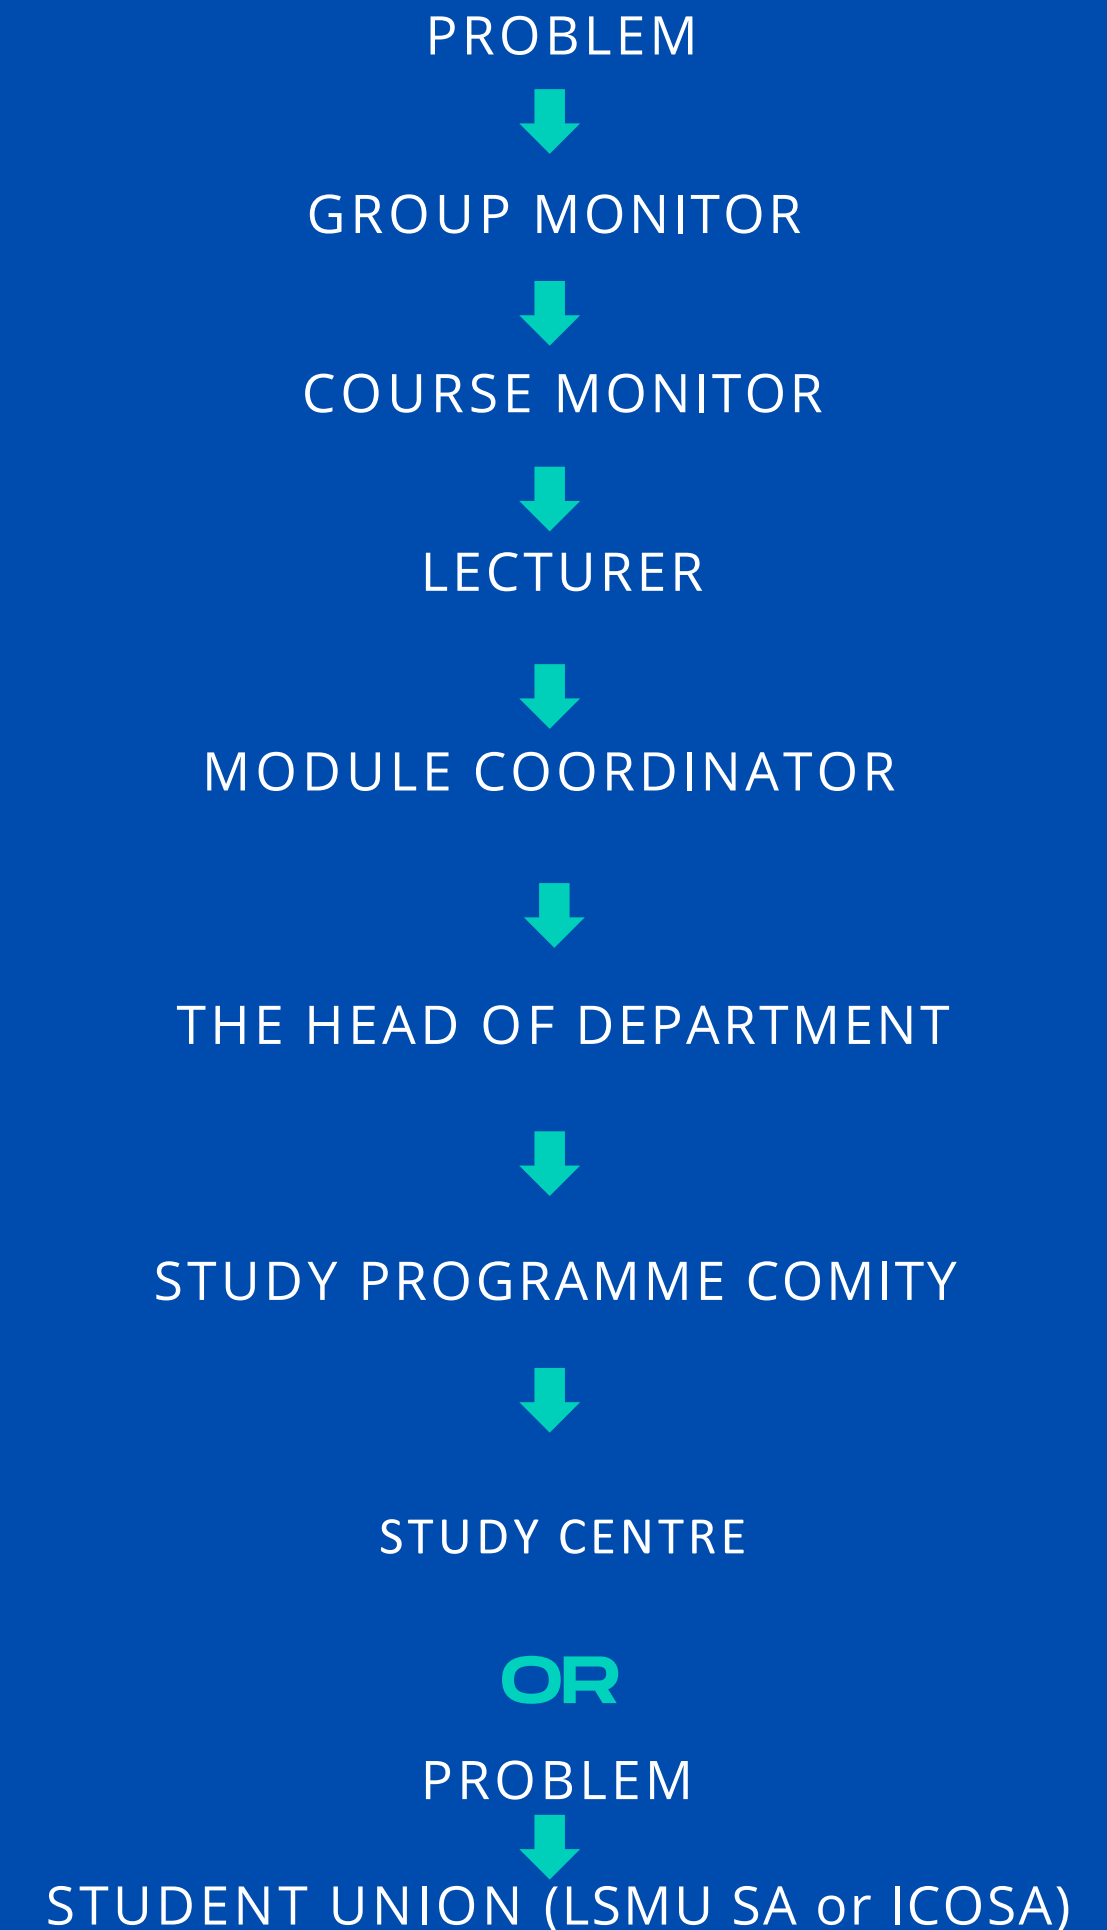 PROBLEM
GROUP MONITOR
COURSE MONITOR
LECTURER
MODULE COORDINATOR
THE HEAD OF DEPARTMENT
STUDY PROGRAMME COMITY
STUDY CENTRE
OR
PROBLEM
STUDENT UNION (LSMU SA or ICOSA)